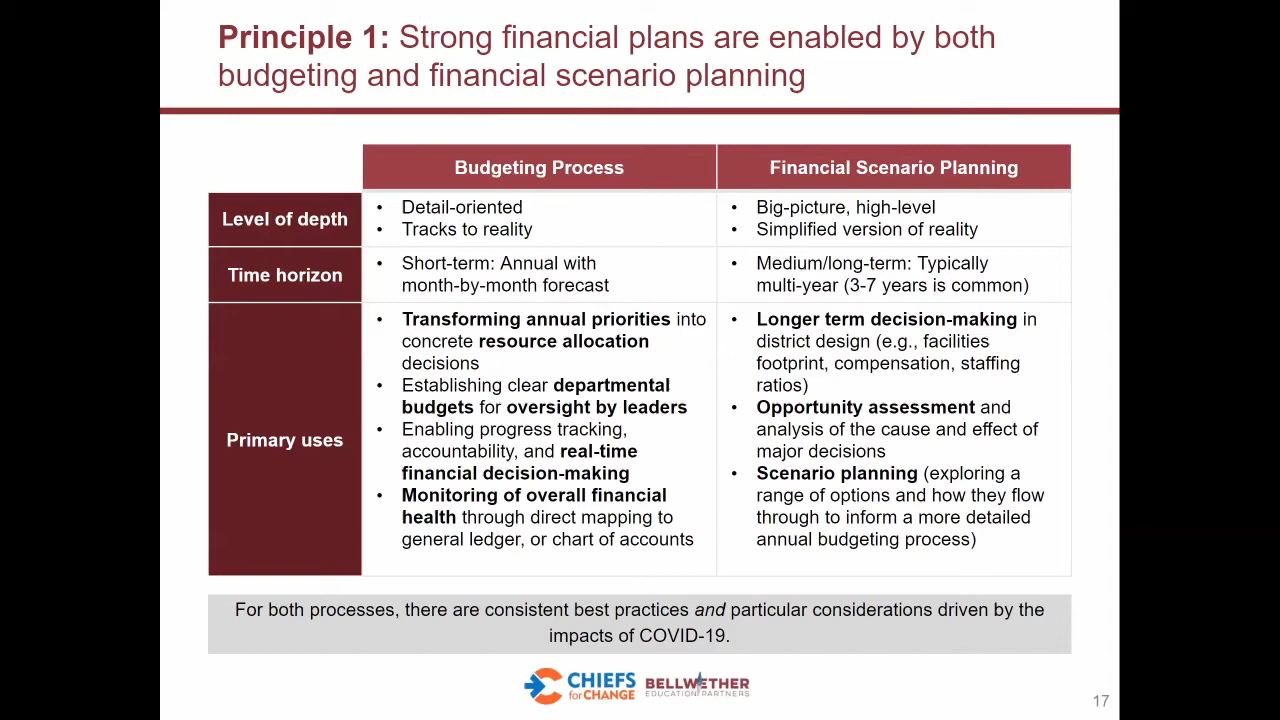 Principle 1: Strong financial plans are enabled by both
budgeting and financial scenario planning
Budgeting Process
Financial Scenario Planning
Level of depth
• Detail-oriented
• Tracks to reality
• Big-picture, high-level
• Simplified version of reality
Time horizon
• Short-term: Annual with
month-by-month forecast
• Medium/long-term: Typically
multi-year (3-7 years is common)
Primary uses
• Transforming annual priorities into
concrete resource allocation
decisions
• Establishing clear departmental
budgets for oversight by leaders
• Enabling progress tracking,
accountability, and real-time
financial decision-making
• Monitoring of overall financial
health through direct mapping to
general ledger, or chart of accounts
• Longer term decision-making in
district design (e.g., facilities
footprint, compensation, staffing
ratios)
• Opportunity assessment and
analysis of the cause and effect of
major decisions
• Scenario planning (exploring a
range of options and how they flow
through to inform a more detailed
annual budgeting process)
For both processes, there are consistent best practices and particular considerations driven by the
impacts of COVID-19.
CHIEFS
for CHANGE
BELLWETHER
EDUCATION PARTNERS
17